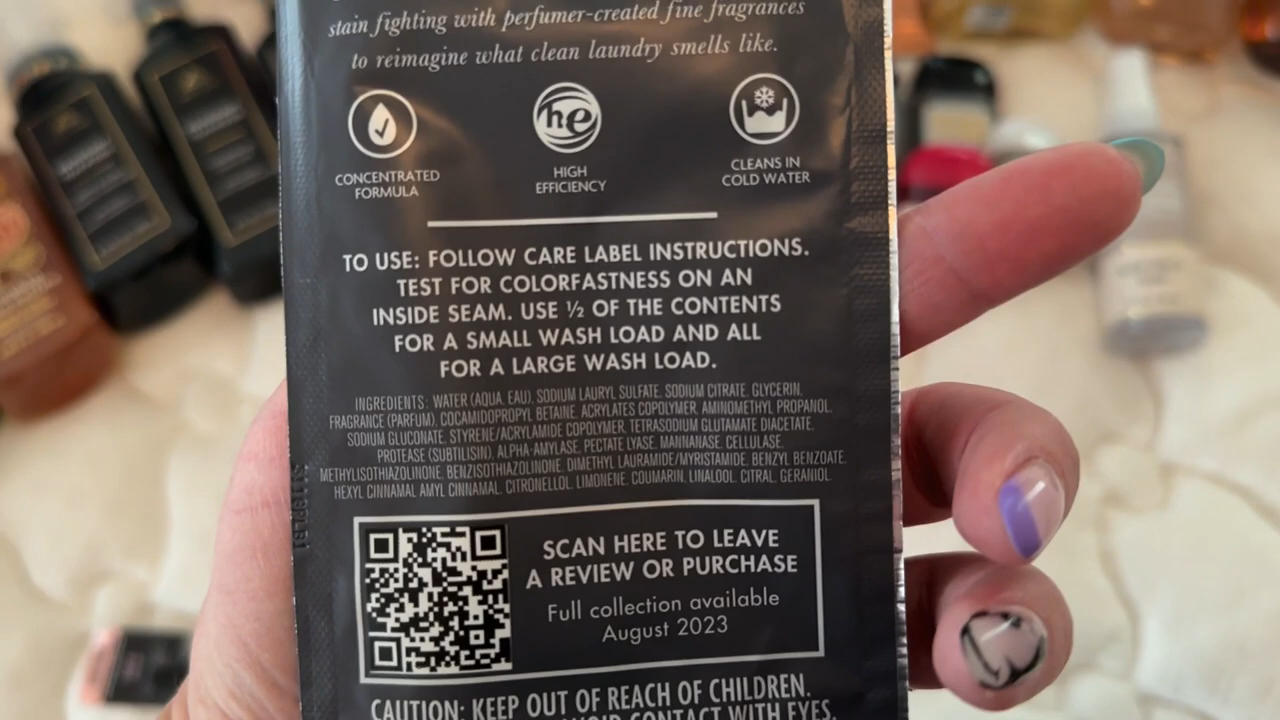 stain fighting with perfumer-created fine fragrances
to reimagine what clean laundry smells like.
CONCENTRATED
FORMULA
he
HIGH
EFFICIENCY
CLEANS IN
COLD WATER
TO USE: FOLLOW CARE LABEL INSTRUCTIONS.
TEST FOR COLORFASTNESS ON AN
INSIDE SEAM. USE ½ OF THE CONTENTS
FOR A SMALL WASH LOAD AND ALL
FOR A LARGE WASH LOAD.
INGREDIENTS: WATER (AQUA, EAU), SODIUM LAURYL SULFATE, SODIUM CITRATE, GLYCERIN,
FRAGRANCE (PARFUM), COCAMIDOPROPYL BETAINE, ACRYLATES COPOLYMER, AMINOMETHYL PROPANOL,
SODIUM GLUCONATE, STYRENE/ACRYLAMIDE COPOLYMER, TETRASODIUM GLUTAMATE DIACETATE,
PROTEASE (SUBTILISIN), ALPHA-AMYLASE, PECTATE LYASE, MANNANASE, CELLULASE,
METHYLISOTHIAZOLINONE, BENZISOTHIAZOLINONE, DIMETHYL LAURAMIDE/MYRISTAMIDE, BENZYL BENZOATE,
HEXYL CINNAMAL AMYL CINNAMAL, CITRONELLOL, LIMONENE, COUMARIN, LINALOOL, CITRAL, GERANIOL.
SCAN HERE TO LEAVE
A REVIEW OR PURCHASE
Full collection available
August 2023
CAUTION: KEEP OUT OF REACH OF CHILDREN.
AVOID CONTACT WITH EYES.